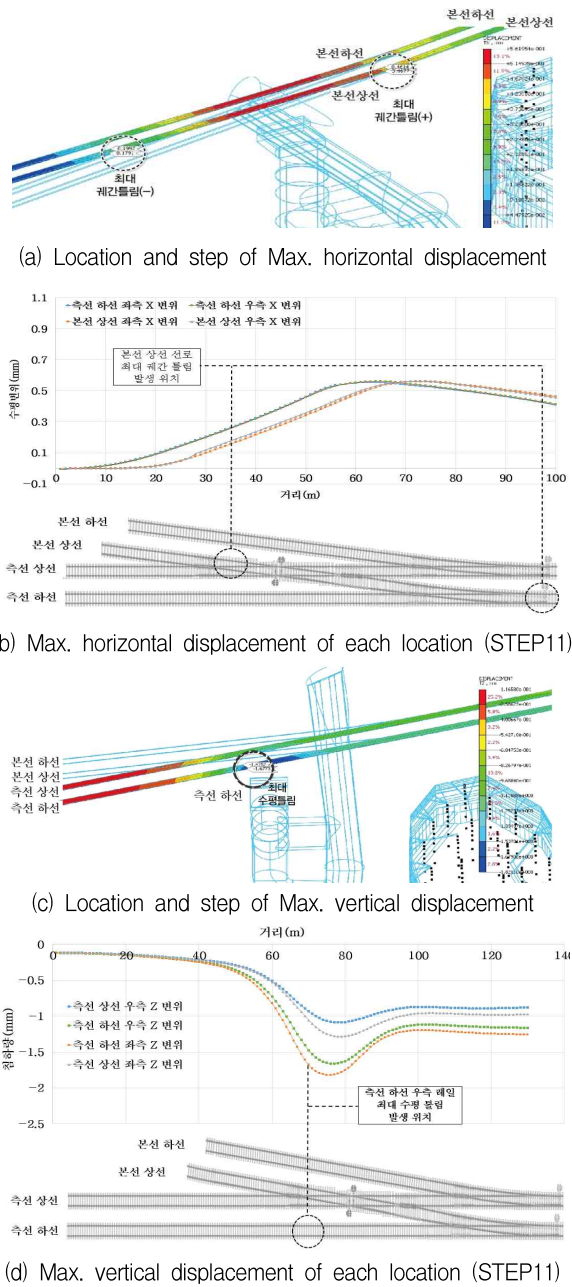 본선하선
본선상선
본선하선
본선상선
최대
궤간틀림(+)
최대
궤간틀림(−)
DISPLACEMENT
(a) Location and step of Max. horizontal displacement
1.1
0.9
0.7
0.5
0.3
0.1
−0.1
수평변위(mm)
측선 하선 좌측 X 변위
측선 하선 우측 X 변위
본선 상선 좌측 X 변위
본선 상선 우측 X 변위
본선 상선 선로
최대 궤간 틀림
발생 위치
0 10 20 30 40 50 60 70 80 90 100
거리(m)
본선 하선
본선 상선
측선 상선
측선 하선
b) Max. horizontal displacement of each location (STEP11)
DISPLACEMENT
본선하선
본선상선
측선상선
측선하선
측선 하선
최대
수평틀림
(c) Location and step of Max. vertical displacement
거리(m)
0 20 40 60 80 100 120 140
0
−0.5
−1
−1.5
−2
−2.5
침하량(mm)
측선 상선 우측 Z 변위
측선 하선 우측 Z 변위
측선 하선 좌측 Z 변위
측선 상선 좌측 Z 변위
측선 하선 우측 레일
최대 수평 틀림
발생 위치
본선 하선
본선 상선
측선 상선
측선 하선
(d) Max. vertical displacement of each location (STEP11)